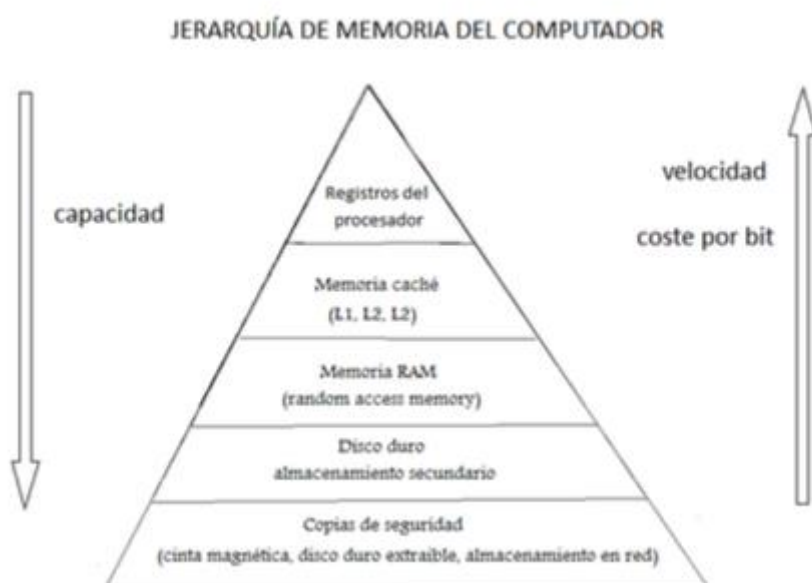 JERARQUÍA DE MEMORIA DEL COMPUTADOR
capacidad
velocidad
coste por bit
Registros del
procesador
Memoria caché
(L1, L2, L2)
Memoria RAM
(random access memory)
Disco duro
almacenamiento secundario
Copias de seguridad
(cinta magnética, disco duro extraible, almacenamiento en red)